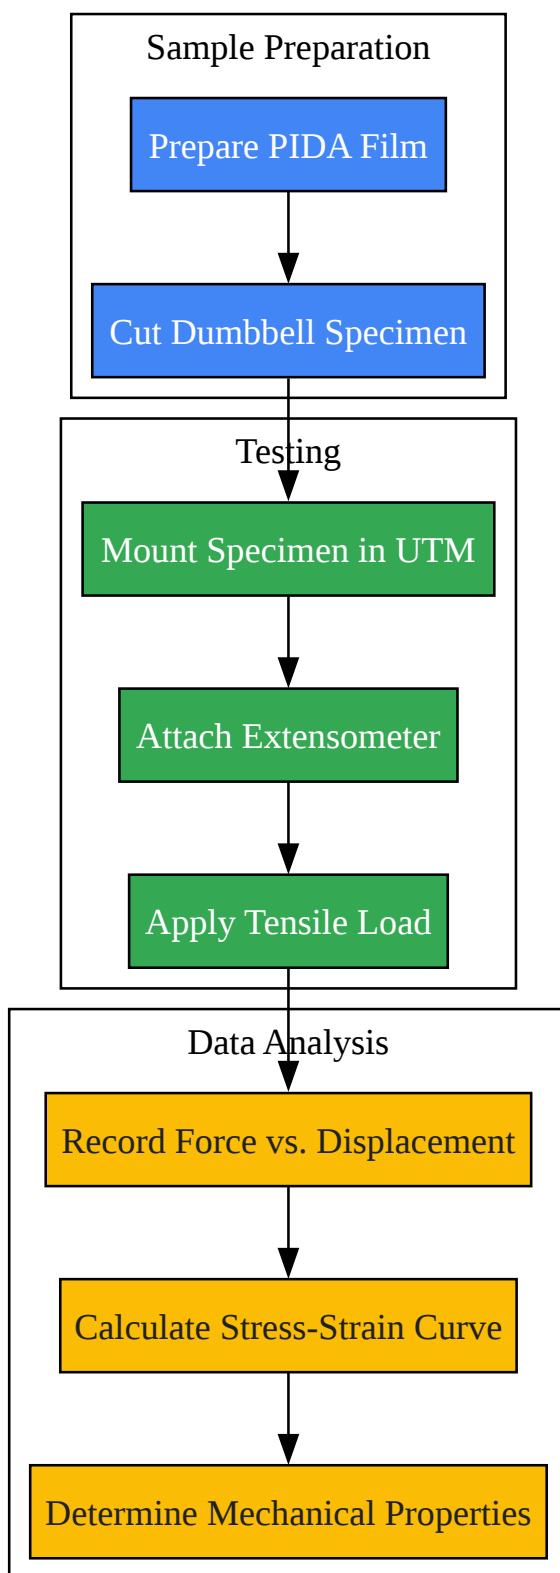 Sample Preparation
Prepare PIDA Film
Cut Dumbbell Specimen
Testing
Mount Specimen in UTM
Attach Extensometer
Apply Tensile Load
Data Analysis
Record Force vs. Displacement
Calculate Stress-Strain Curve
Determine Mechanical Properties